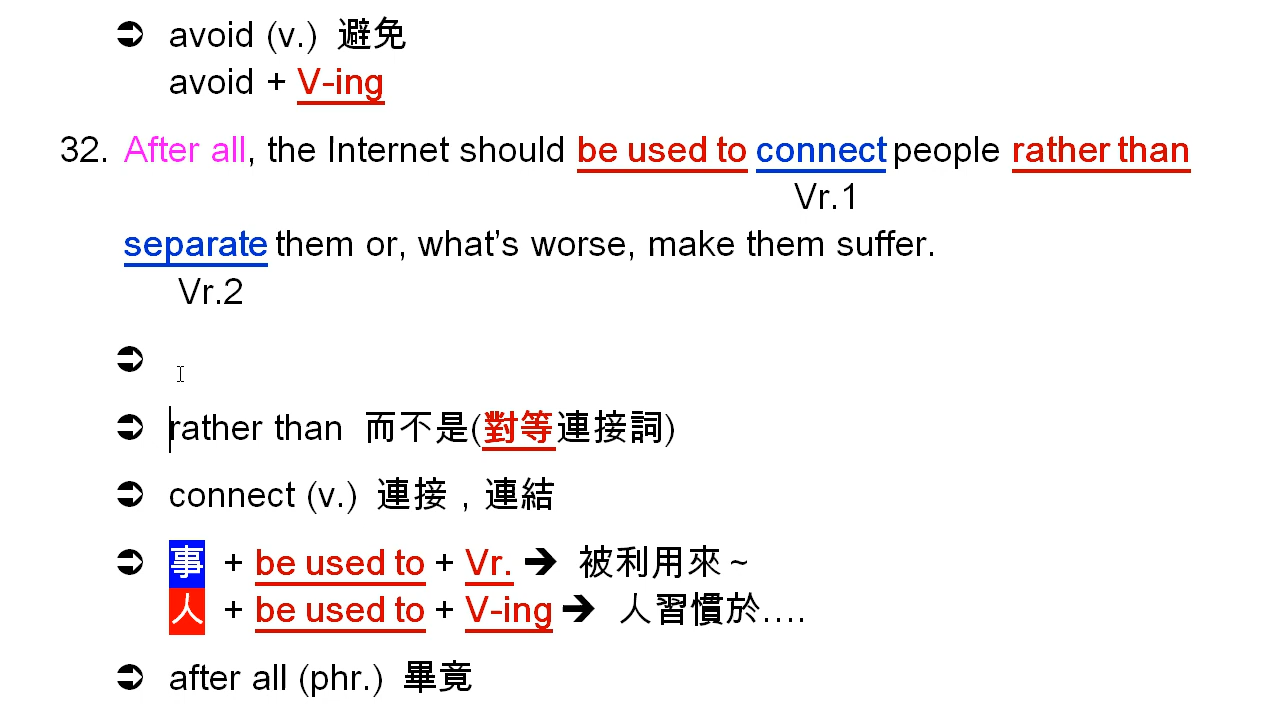 ➲ avoid (v.) 避免
avoid + V-ing
32. After all, the Internet should be used to connect people rather than
Vr.1
separate them or, what’s worse, make them suffer.
Vr.2
➲
➲ rather than 而不是(對等連接詞)
➲ connect (v.) 連接，連結
➲ 事 + be used to + Vr. ➔ 被利用來～
人 + be used to + V-ing ➔ 人習慣於….
➲ after all (phr.) 畢竟